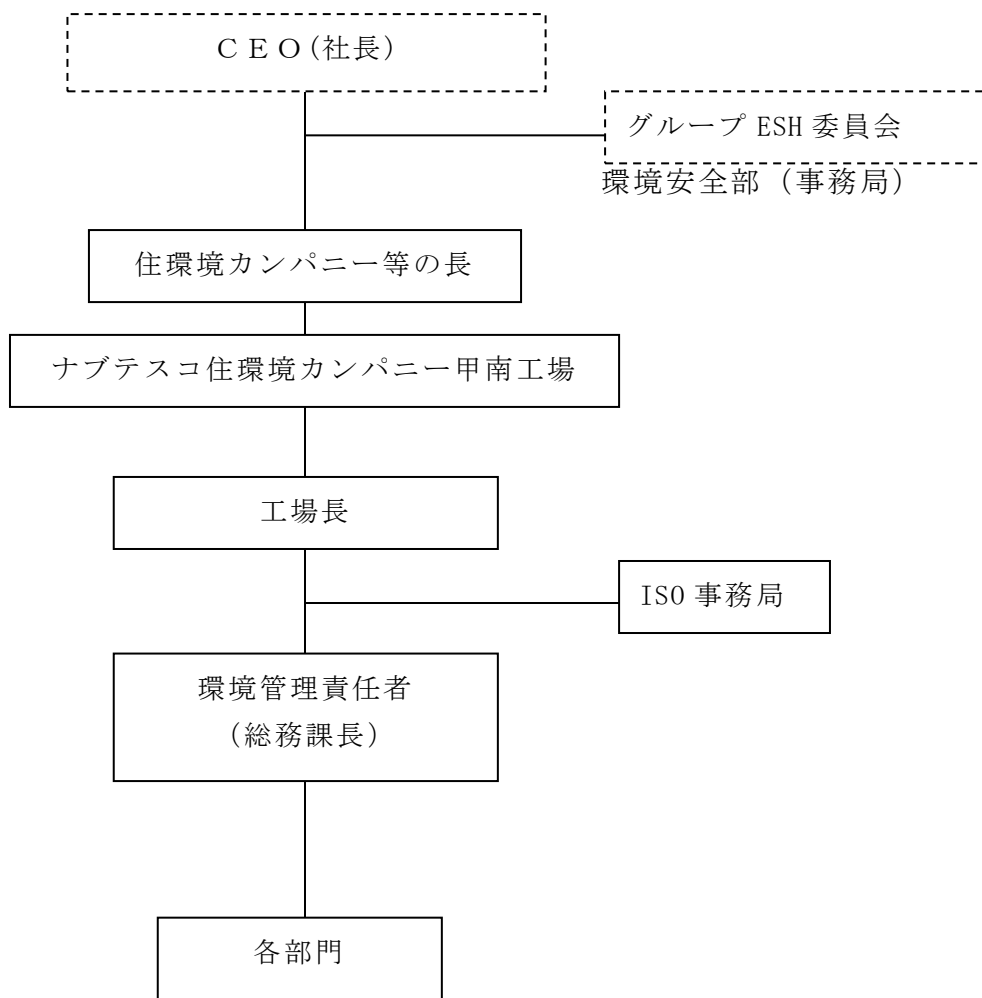 ＣＥＯ(社長)
グループ ESH 委員会
環境安全部（事務局）
住環境カンパニー等の長
ナブテスコ住環境カンパニー甲南工場
工場長
ISO 事務局
環境管理責任者
（総務課長）
各部門